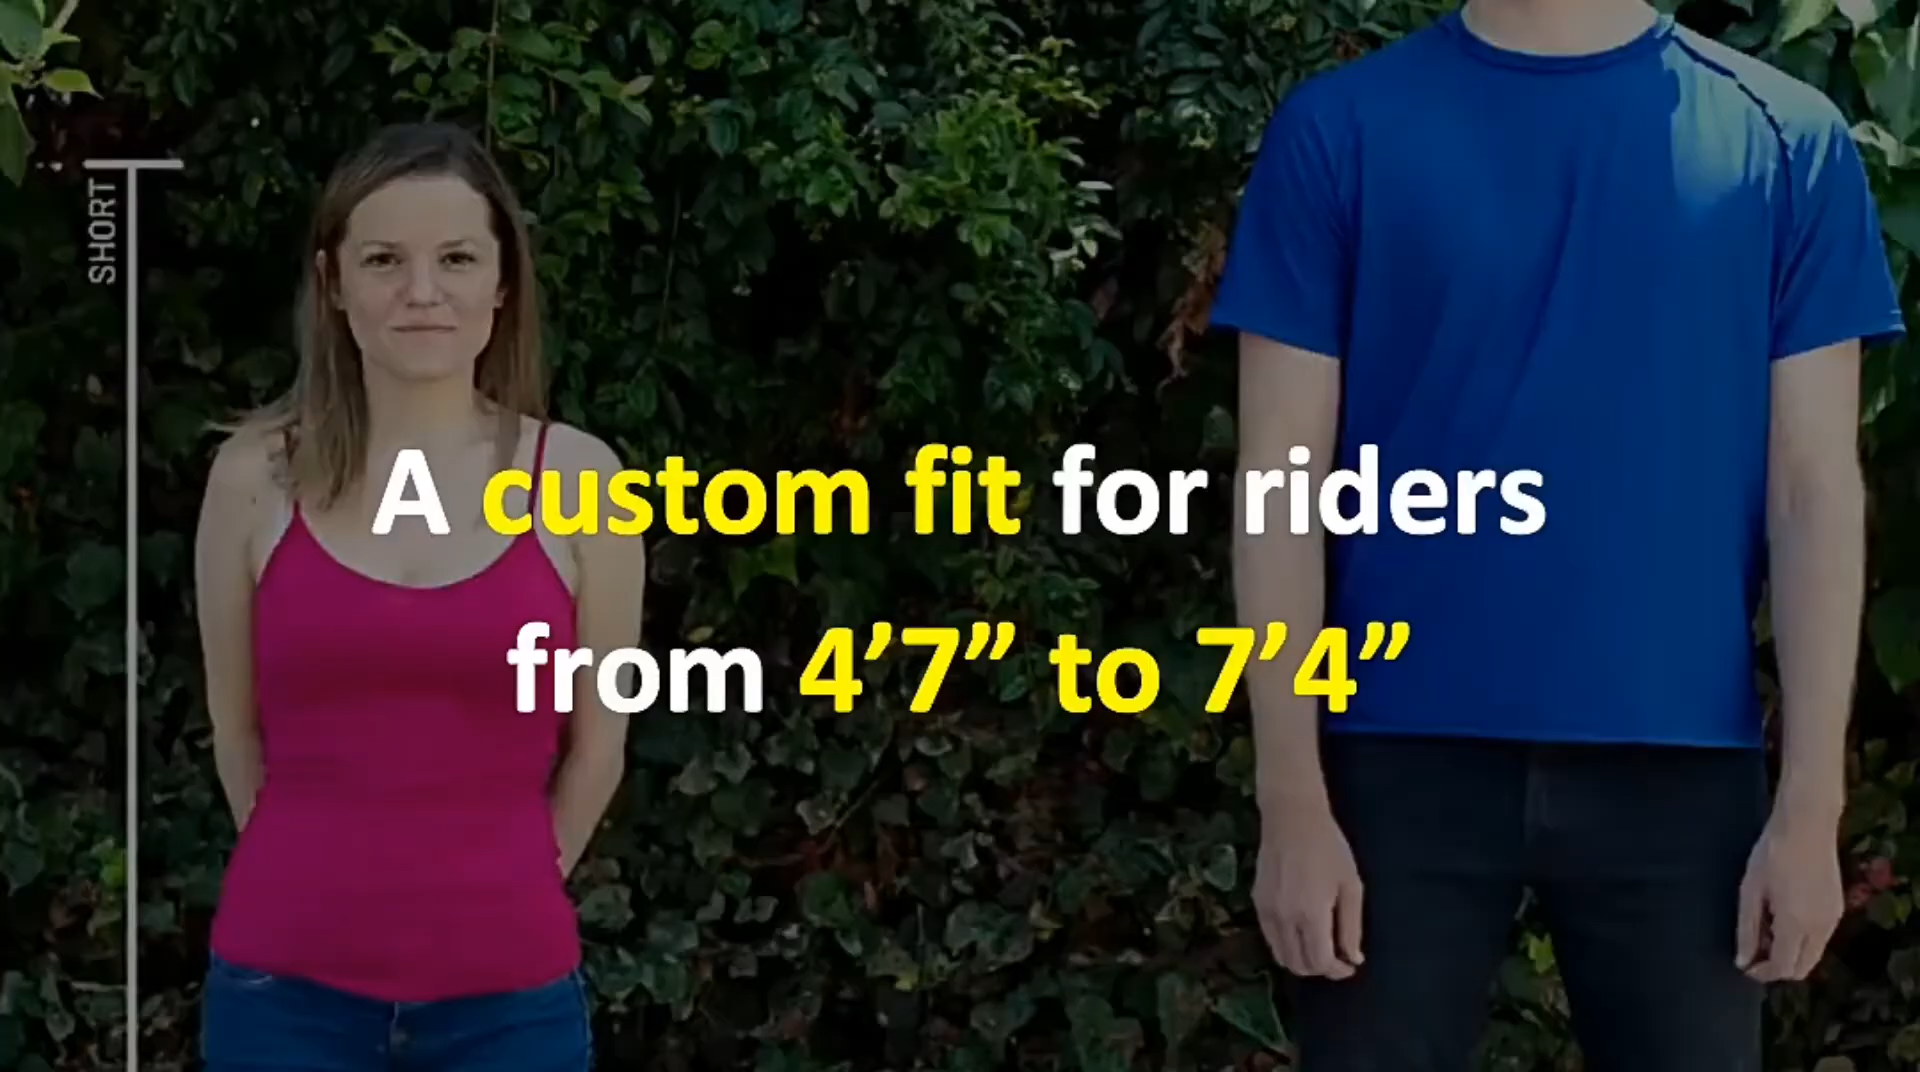 SHORT
A custom fit for riders
from 4’7” to 7’4”